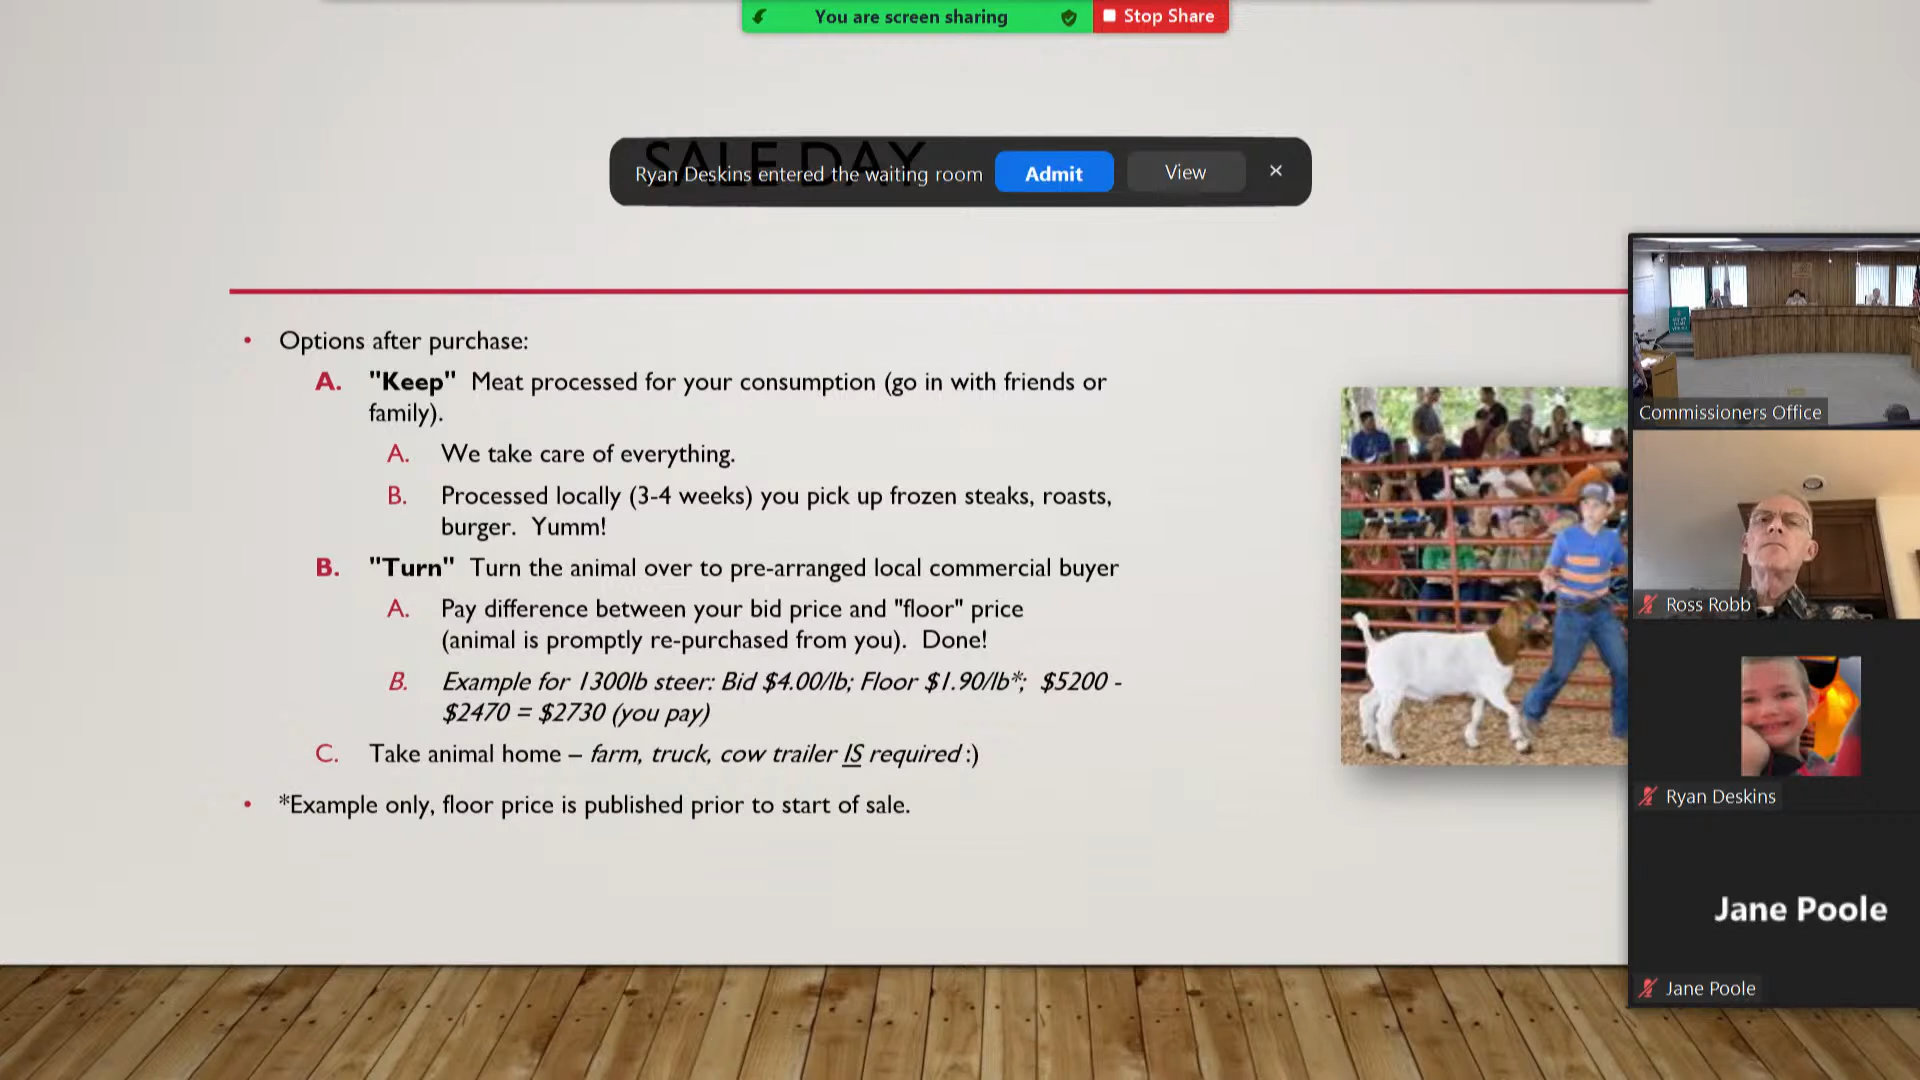 You are screen sharing
Stop Share
SALE DAY
Ryan Deskins entered the waiting room
Admit
View
• Options after purchase:
A. "Keep" Meat processed for your consumption (go in with friends or
family).
A. We take care of everything.
B. Processed locally (3-4 weeks) you pick up frozen steaks, roasts,
burger. Yumm!
B. "Turn" Turn the animal over to pre-arranged local commercial buyer
A. Pay difference between your bid price and "floor" price
(animal is promptly re-purchased from you). Done!
B. Example for 1300lb steer: Bid $4.00/lb; Floor $1.90/lb*; $5200 -
$2470 = $2730 (you pay)
C. Take animal home – farm, truck, cow trailer IS required :)
• *Example only, floor price is published prior to start of sale.
Commissioners Office
Ross Robb
Ryan Deskins
Jane Poole
Jane Poole